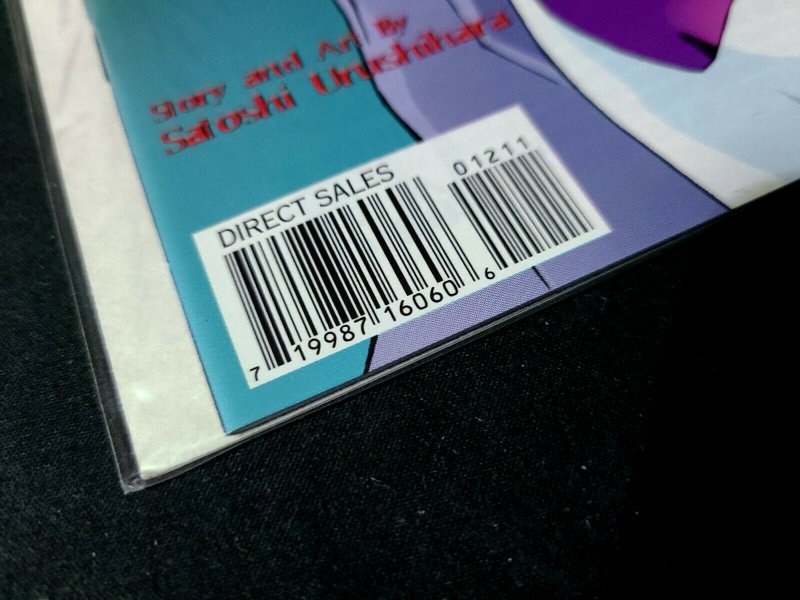 Story and Art By
Satoshi Urushihara
DIRECT SALES
01211
7 19987 16060 6